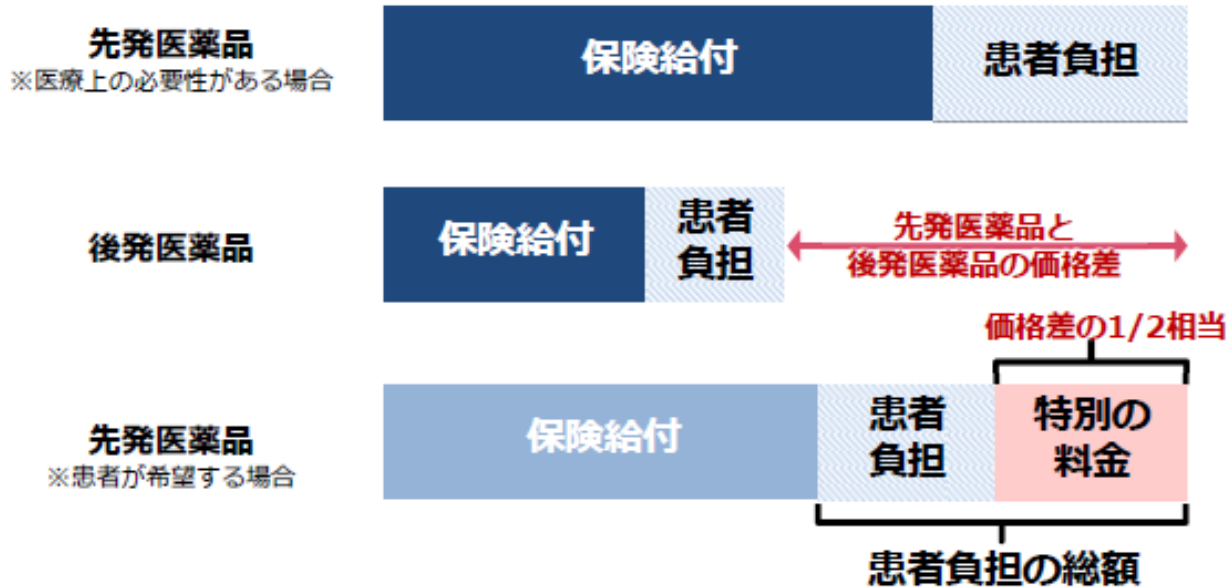 先発医薬品
※医療上の必要性がある場合
保険給付
患者負担
後発医薬品
保険給付
患者
負担
先発医薬品と
後発医薬品の価格差
価格差の1/2相当
先発医薬品
※患者が希望する場合
保険給付
患者
負担
特別の
料金
患者負担の総額